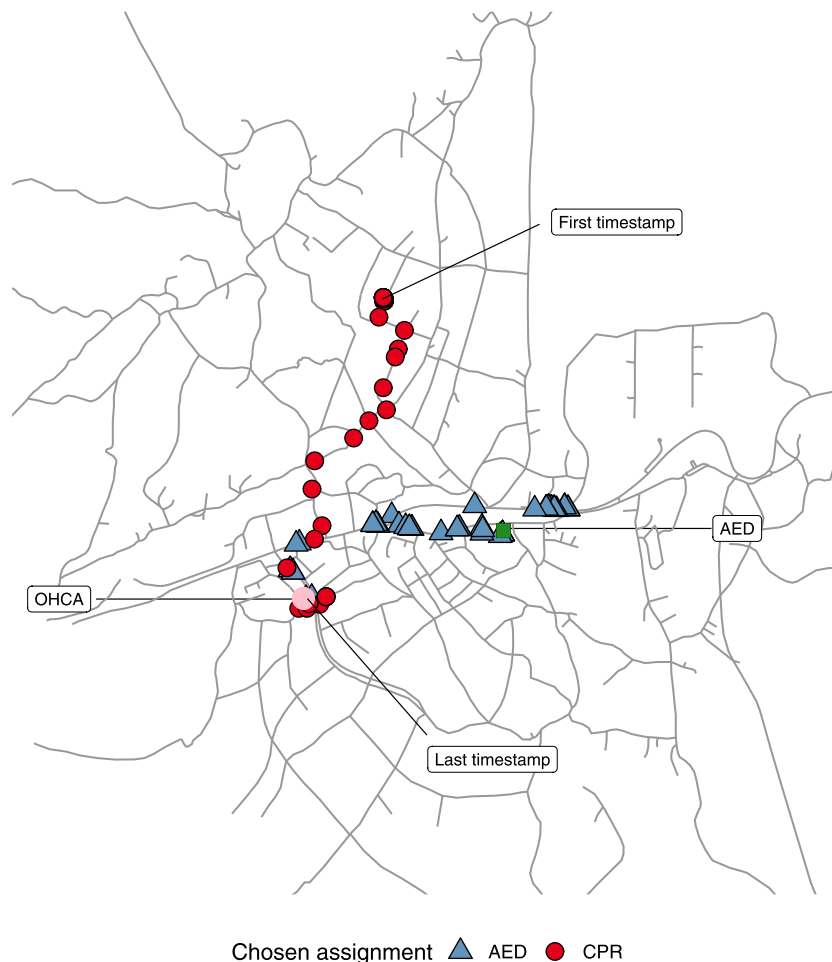 First timestamp
AED
OHCA
Last timestamp
Chosen assignment AED CPR